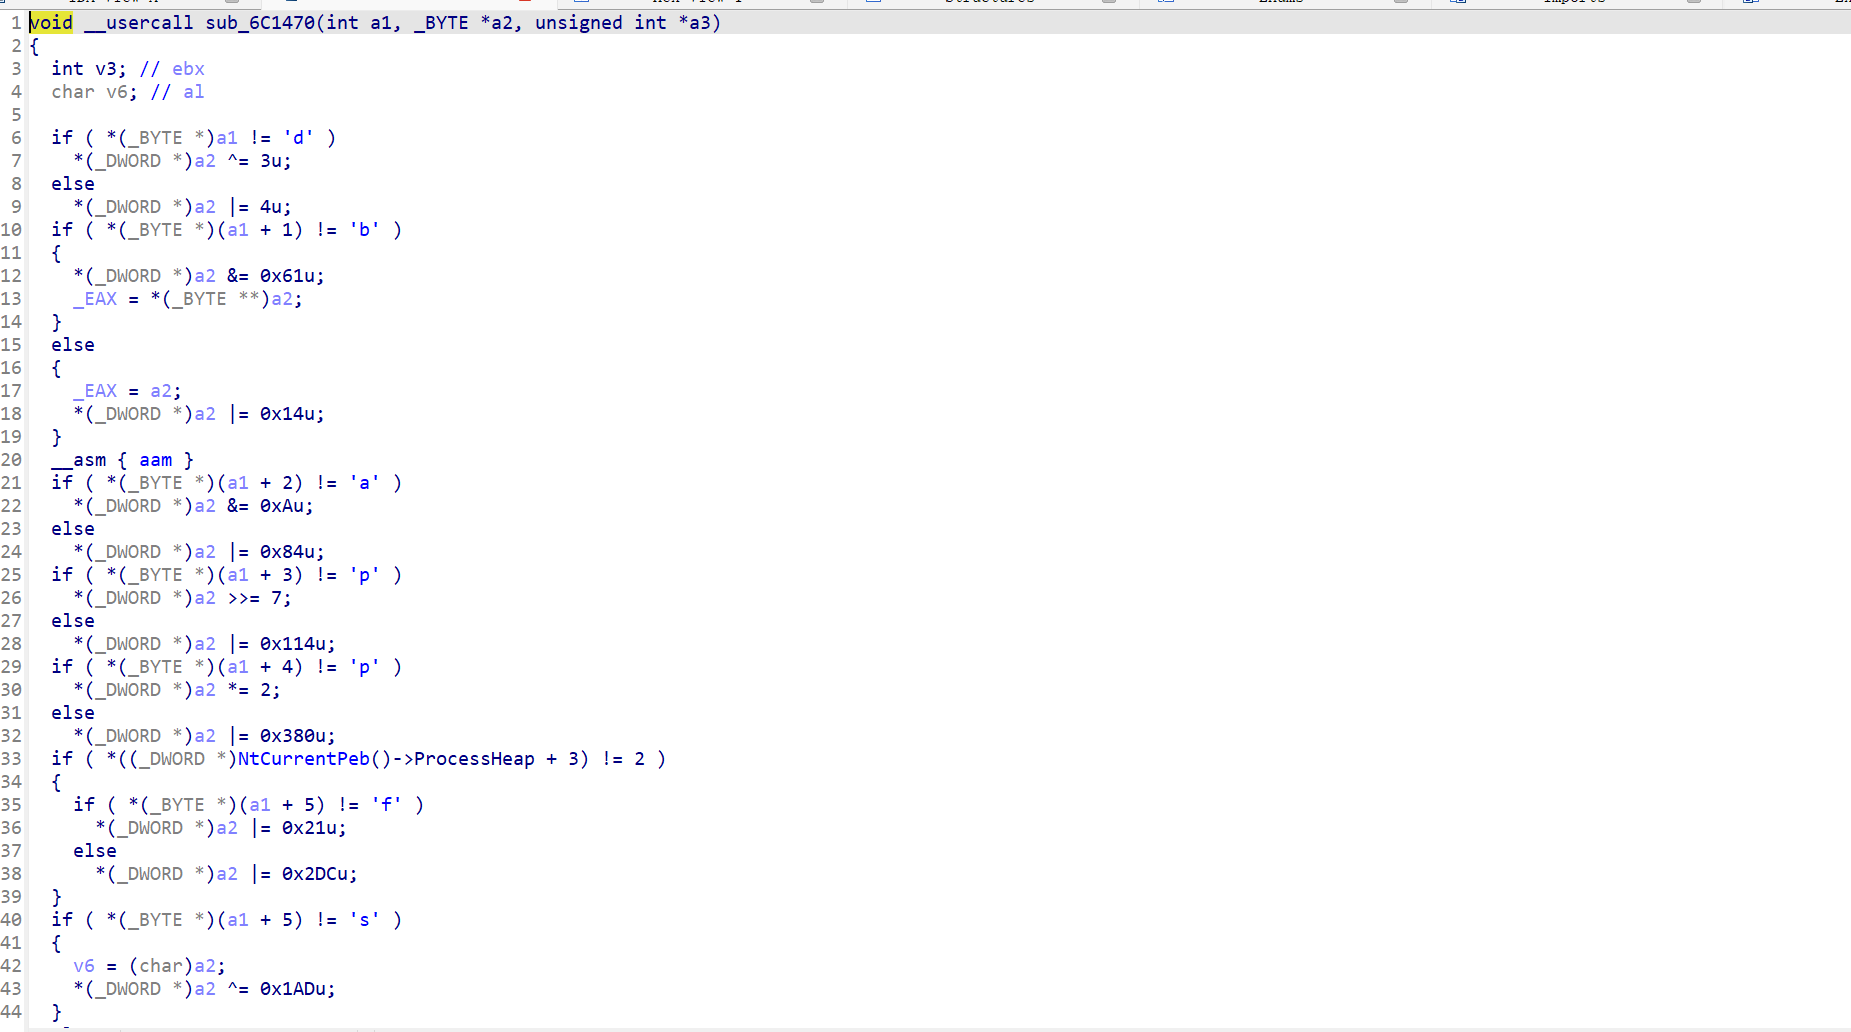 1 void __usercall sub_6C1470(int a1, _BYTE *a2, unsigned int *a3)
2 {
3   int v3; // ebx
4   char v6; // al
5
6   if ( *(_BYTE *)a1 != 'd' )
7     *(_DWORD *)a2 ^= 3u;
8   else
9     *(_DWORD *)a2 |= 4u;
10   if ( *(_BYTE *)(a1 + 1) != 'b' )
11   {
12     *(_DWORD *)a2 &= 0x61u;
13     _EAX = *(_BYTE **)a2;
14   }
15   else
16   {
17     _EAX = a2;
18     *(_DWORD *)a2 |= 0x14u;
19   }
20   __asm { aam }
21   if ( *(_BYTE *)(a1 + 2) != 'a' )
22     *(_DWORD *)a2 &= 0xAu;
23   else
24     *(_DWORD *)a2 |= 0x84u;
25   if ( *(_BYTE *)(a1 + 3) != 'p' )
26     *(_DWORD *)a2 >>= 7;
27   else
28     *(_DWORD *)a2 |= 0x114u;
29   if ( *(_BYTE *)(a1 + 4) != 'p' )
30     *(_DWORD *)a2 *= 2;
31   else
32     *(_DWORD *)a2 |= 0x380u;
33   if ( *((_DWORD *)NtCurrentPeb()->ProcessHeap + 3) != 2 )
34   {
35     if ( *(_BYTE *)(a1 + 5) != 'f' )
36       *(_DWORD *)a2 |= 0x21u;
37     else
38       *(_DWORD *)a2 |= 0x2DCu;
39   }
40   if ( *(_BYTE *)(a1 + 5) != 's' )
41   {
42     v6 = (char)a2;
43     *(_DWORD *)a2 ^= 0x1ADu;
44   }